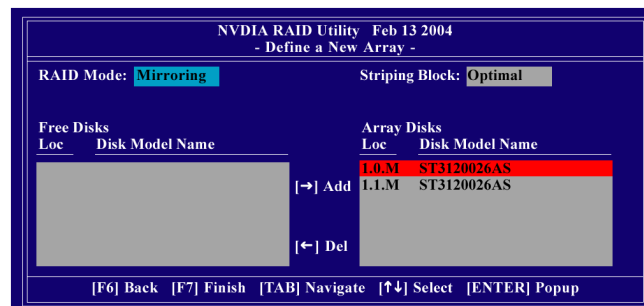 NVDIA RAID Utility Feb 13 2004
- Define a New Array -
RAID Mode: Mirroring
Striping Block: Optimal
Free Disks
Loc Disk Model Name
Array Disks
Loc Disk Model Name
1.0.M ST3120026AS
1.1.M ST3120026AS
[→] Add
[←] Del
[F6] Back [F7] Finish [TAB] Navigate [↑↓] Select [ENTER] Popup